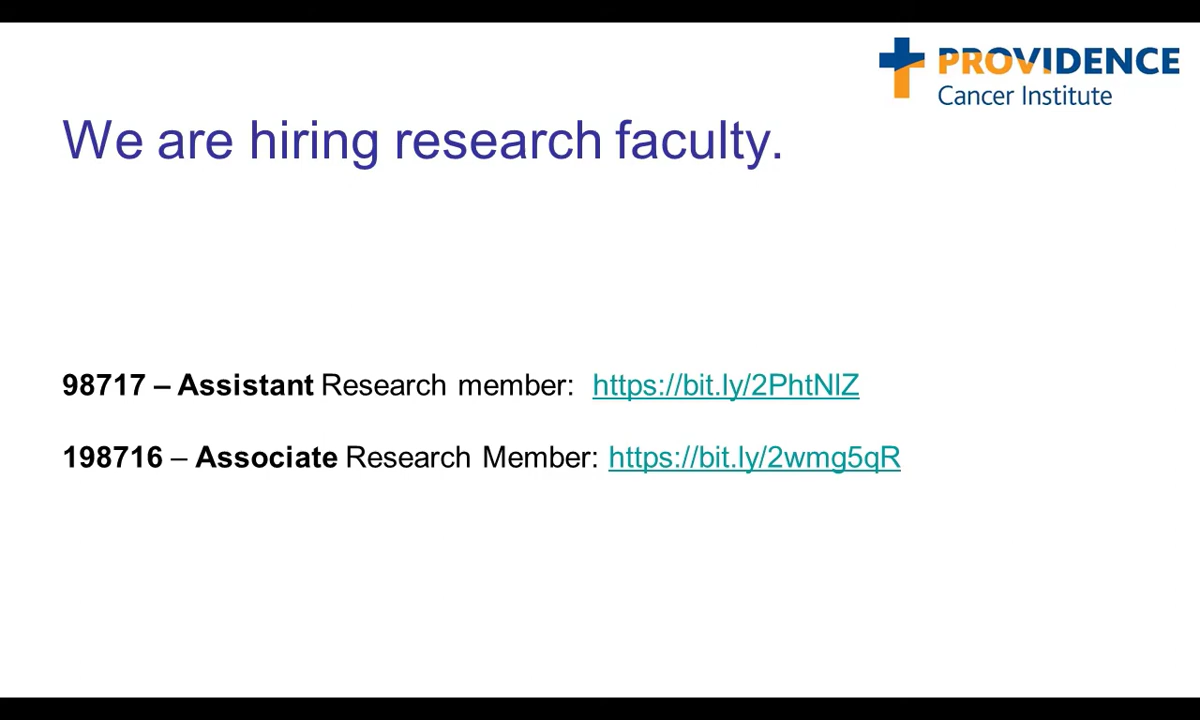 PROVIDENCE
Cancer Institute
We are hiring research faculty.
98717 – Assistant Research member: https://bit.ly/2PhtNlZ
198716 – Associate Research Member: https://bit.ly/2wmg5qR